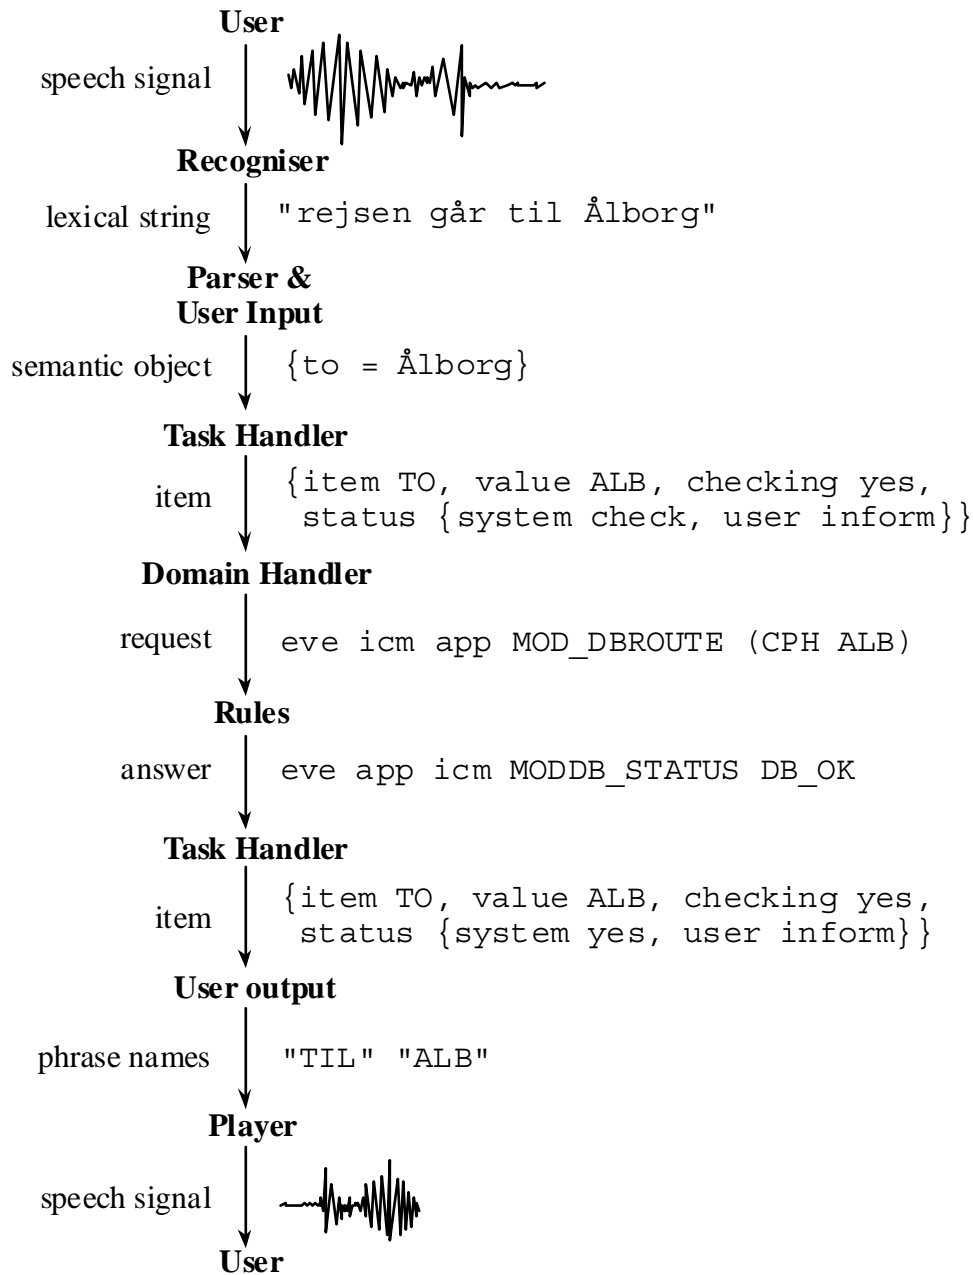 User
speech signal
Recogniser
lexical string "rejsen går til Ålborg"
Parser &
User Input
semantic object {to = Ålborg}
Task Handler
item {item TO, value ALB, checking yes,
status {system check, user inform}}
Domain Handler
request eve icm app MOD_DBROUTE (CPH ALB)
Rules
answer eve app icm MODDB_STATUS DB_OK
Task Handler
item {item TO, value ALB, checking yes,
status {system yes, user inform}}
User output
phrase names "TIL" "ALB"
Player
speech signal
User